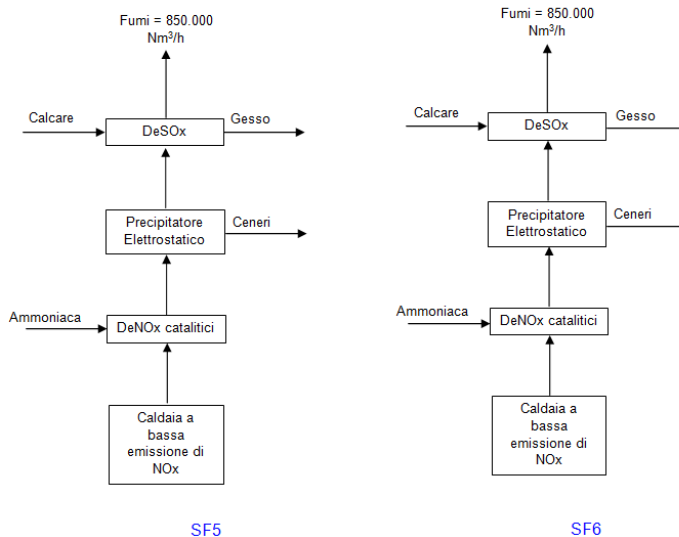 Fumi = 850.000
Nm³/h
Calcare
DeSOx
Gesso
Precipitatore
Elettrostatico
Ceneri
Ammoniaca
DeNOx catalitici
Caldaia a
bassa
emissione di
NOx
SF5
Fumi = 850.000
Nm³/h
Calcare
DeSOx
Gesso
Precipitatore
Elettrostatico
Ceneri
Ammoniaca
DeNOx catalitici
Caldaia a
bassa
emissione di
NOx
SF6